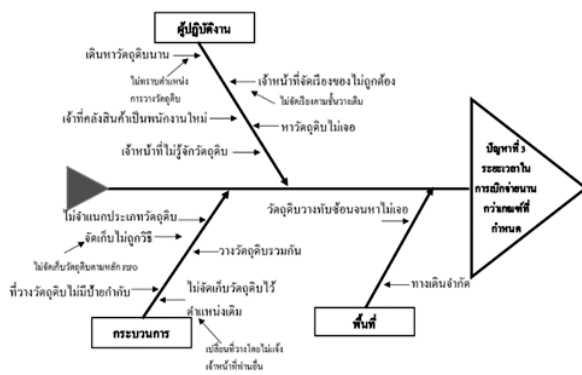 ผู้ปฏิบัติงาน
เดินหาวัตถุดิบนาน
ไม่ทราบตำแหน่ง
การวางวัตถุดิบ
เจ้าหน้าที่จัดเรียงของไม่ถูกต้อง
ไม่จัดเรียงตามชั้นวางเดิม
เจ้าที่คลังสินค้าเป็นพนักงานใหม่
หาวัตถุดิบไม่เจอ
เจ้าหน้าที่ไม่รู้จักวัตถุดิบ
ปัญหาที่ 3
ระยะเวลาใน
การเบิกจ่ายนาน
กว่าเกณฑ์ที่
กำหนด
ไม่จำแนกประเภทวัตถุดิบ
จัดเก็บไม่ถูกวิธี
ไม่จัดเก็บวัตถุดิบตามหลัก FIFO
วางวัตถุดิบรวมกัน
ที่วางวัตถุดิบไม่มีป้ายกำกับ
ไม่จัดเก็บวัตถุดิบไว้
ตำแหน่งเดิม
เปลี่ยนที่วางโดยไม่แจ้ง
เจ้าหน้าที่ท่านอื่น
กระบวนการ
วัตถุดิบวางทับซ้อนจนหาไม่เจอ
ทางเดินจำกัด
พื้นที่